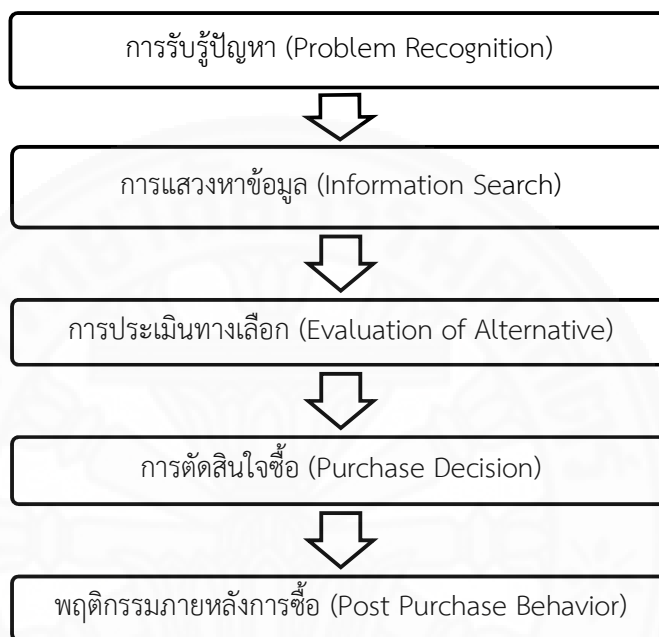 การรับรู้ปัญหา (Problem Recognition)
การแสวงหาข้อมูล (Information Search)
การประเมินทางเลือก (Evaluation of Alternative)
การตัดสินใจซื้อ (Purchase Decision)
พฤติกรรมภายหลังการซื้อ (Post Purchase Behavior)